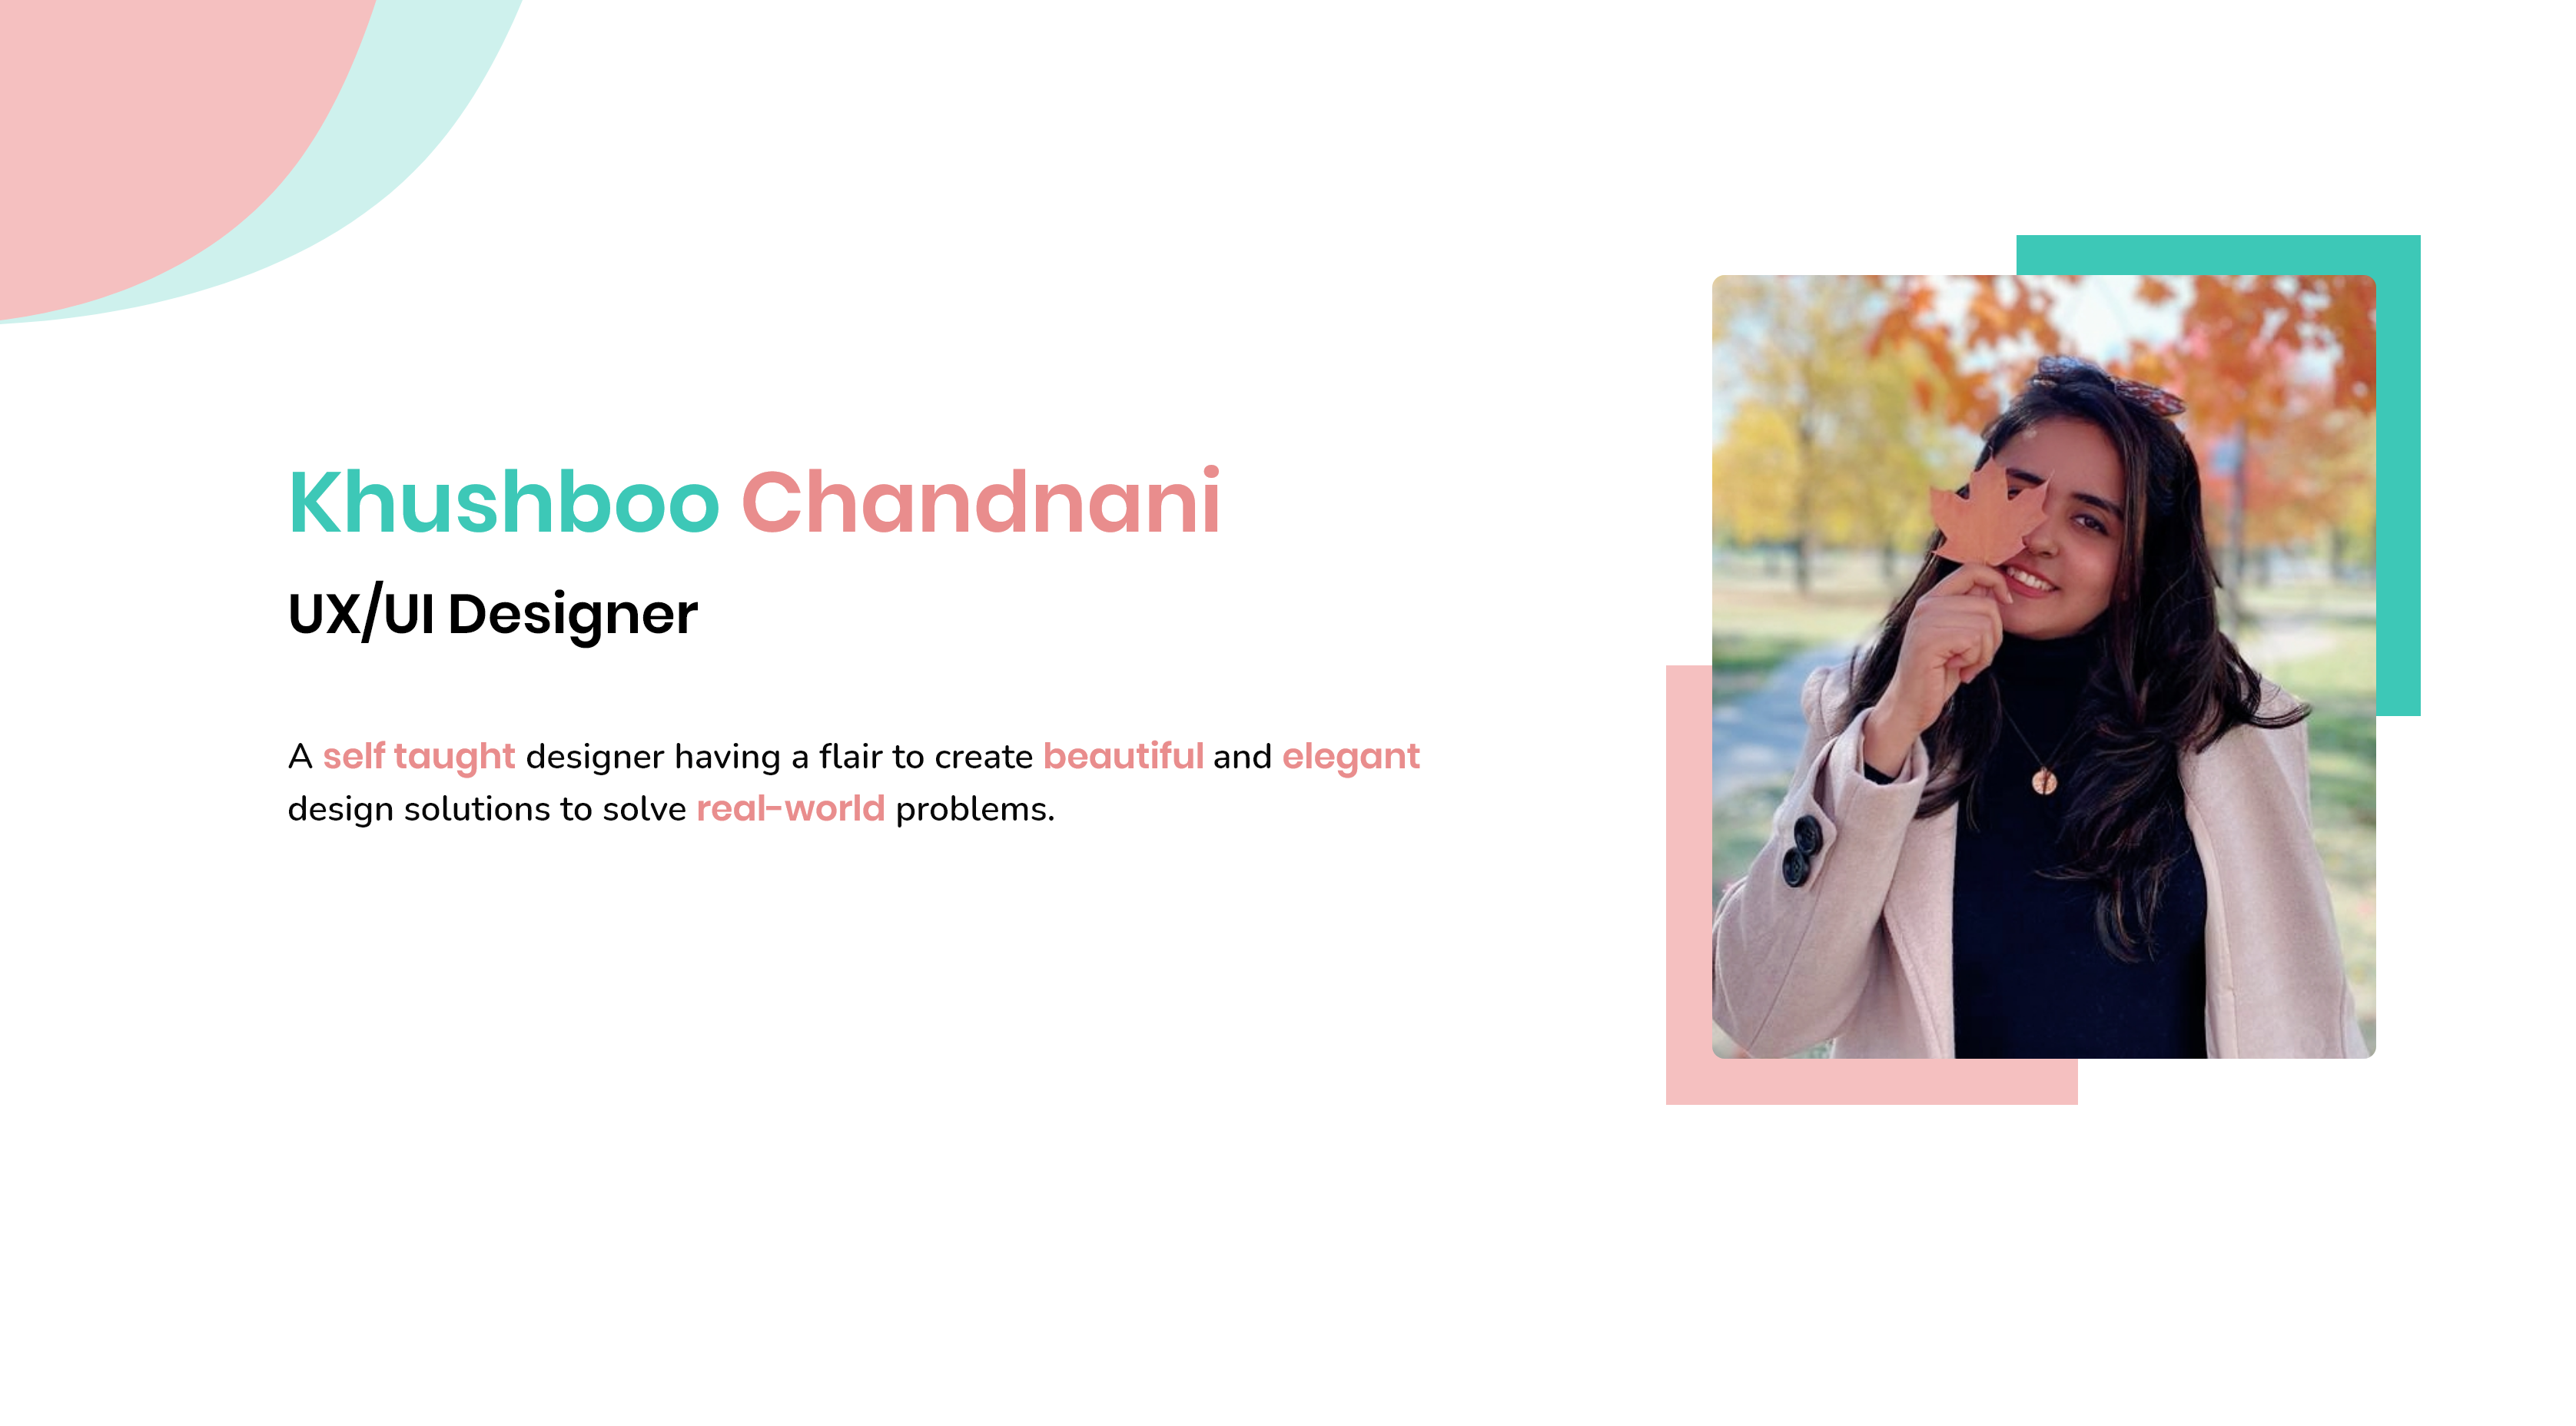 Khushboo Chandnani
UX/UI Designer
A self taught designer having a flair to create beautiful and elegant
design solutions to solve real-world problems.